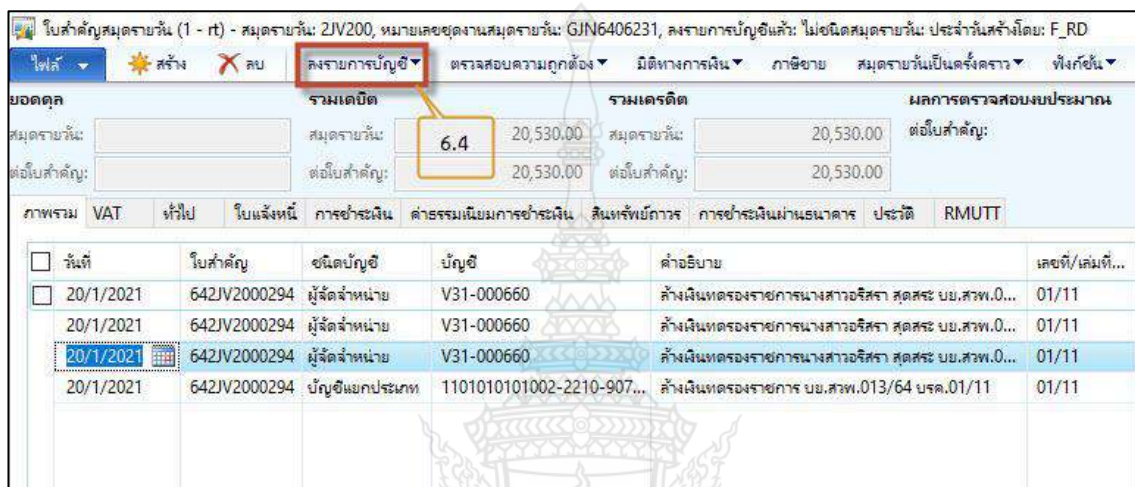 ใบสำคัญสมุดรายวัน (1 - rt) - สมุดรายวัน: 2JV200, หมายเลขชุดงานสมุดรายวัน: GJN6406231, ลงรายการบัญชีแล้ว: ไม่ชนิดสมุดรายวัน: ประจำวันสร้างโดย: F_RD
ไฟล์ สร้าง ลบ ลงรายการบัญชี ตรวจสอบความถูกต้อง มิติทางการเงิน ภาษีขาย สมุดรายวันเป็นครั้งคราว ฟังก์ชัน
ยอดดุล รวมเดบิต รวมเครดิต ผลการตรวจสอบงบประมาณ
สมุดรายวัน: สมุดรายวัน: 20,530.00 สมุดรายวัน: 20,530.00 ต่อใบสำคัญ:
6.4
ต่อใบสำคัญ: ต่อใบสำคัญ: 20,530.00 ต่อใบสำคัญ: 20,530.00
ภาพรวม VAT ทั่วไป ใบแจ้งหนี้ การชำระเงิน ค่าธรรมเนียมการชำระเงิน สินทรัพย์ถาวร การชำระเงินผ่านธนาคาร ประวัติ RMUTT
วันที่ ใบสำคัญ ชนิดบัญชี บัญชี คำอธิบาย เลขที่/เล่มที่...
20/1/2021 642JV2000294 ผู้จัดจำหน่าย V31-000660 ล้างเงินทดรองราชการนางสาวอริสรา สุดสระ บย.สวพ.0... 01/11
20/1/2021 642JV2000294 ผู้จัดจำหน่าย V31-000660 ล้างเงินทดรองราชการนางสาวอริสรา สุดสระ บย.สวพ.0... 01/11
20/1/2021 642JV2000294 ผู้จัดจำหน่าย V31-000660 ล้างเงินทดรองราชการนางสาวอริสรา สุดสระ บย.สวพ.0... 01/11
20/1/2021 642JV2000294 บัญชีแยกประเภท 1101010101002-2210-907... ล้างเงินทดรองราชการ บย.สวพ.013/64 บรด.01/11 01/11